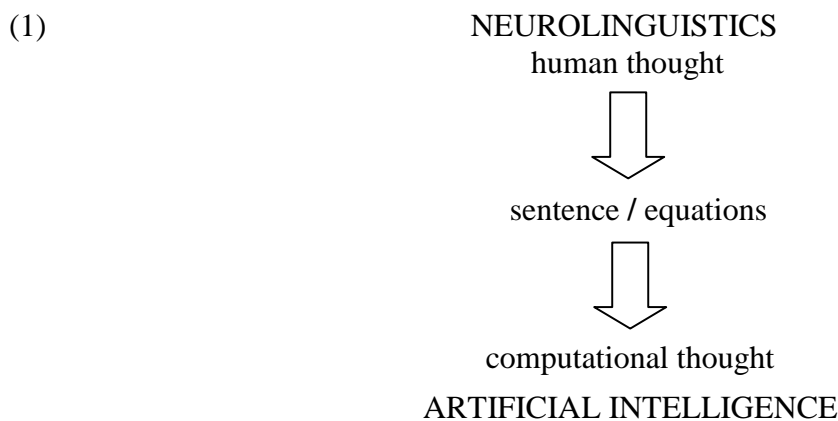 (1) NEUROLINGUISTICS
human thought
sentence / equations
computational thought
ARTIFICIAL INTELLIGENCE